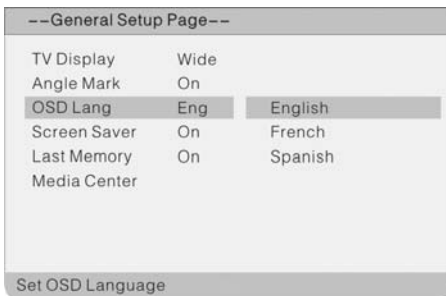 --General Setup Page--
TV Display Wide
Angle Mark On
OSD Lang Eng English
Screen Saver On French
Last Memory On Spanish
Media Center
Set OSD Language